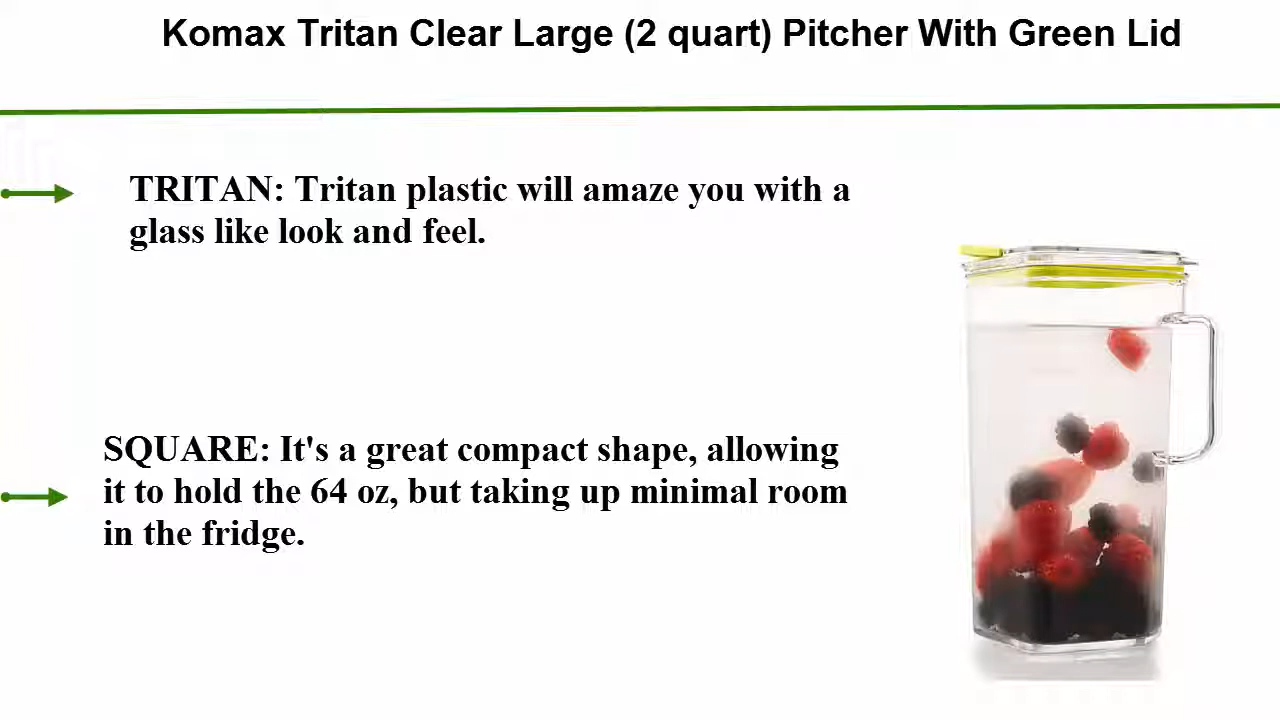 Komax Tritan Clear Large (2 quart) Pitcher With Green Lid
TRITAN: Tritan plastic will amaze you with a
glass like look and feel.
SQUARE: It's a great compact shape, allowing
it to hold the 64 oz, but taking up minimal room
in the fridge.